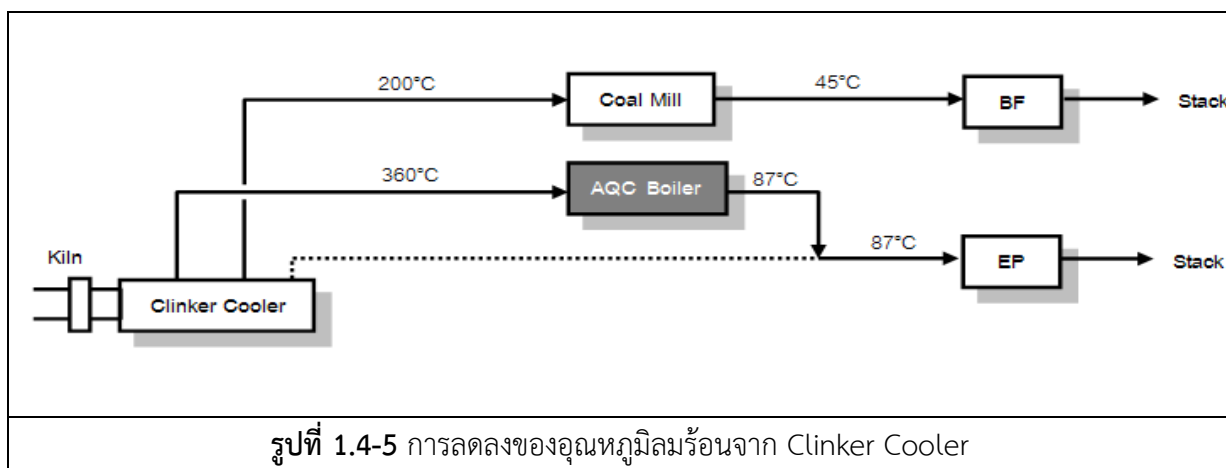 200°C
Coal Mill
45°C
BF
Stack
360°C
AQC Boiler
87°C
87°C
Kiln
EP
Stack
Clinker Cooler
รูปที่ 1.4-5 การลดลงของอุณหภูมิลมร้อนจาก Clinker Cooler